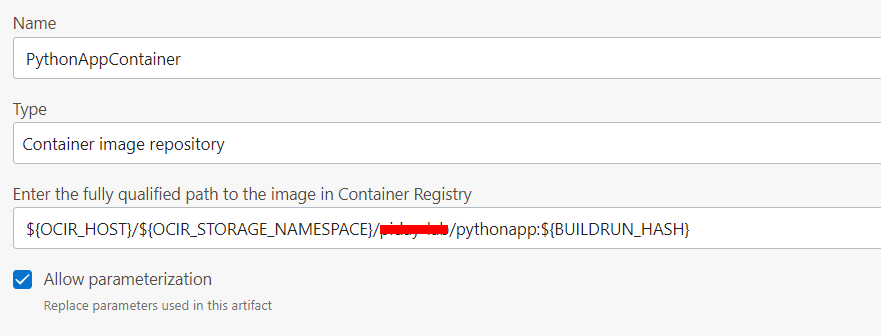 Name
PythonAppContainer
Type
Container image repository
Enter the fully qualified path to the image in Container Registry
${OCIR_HOST}/${OCIR_STORAGE_NAMESPACE}/ /pythonapp:${BUILDRUN_HASH}
Allow parameterization
Replace parameters used in this artifact